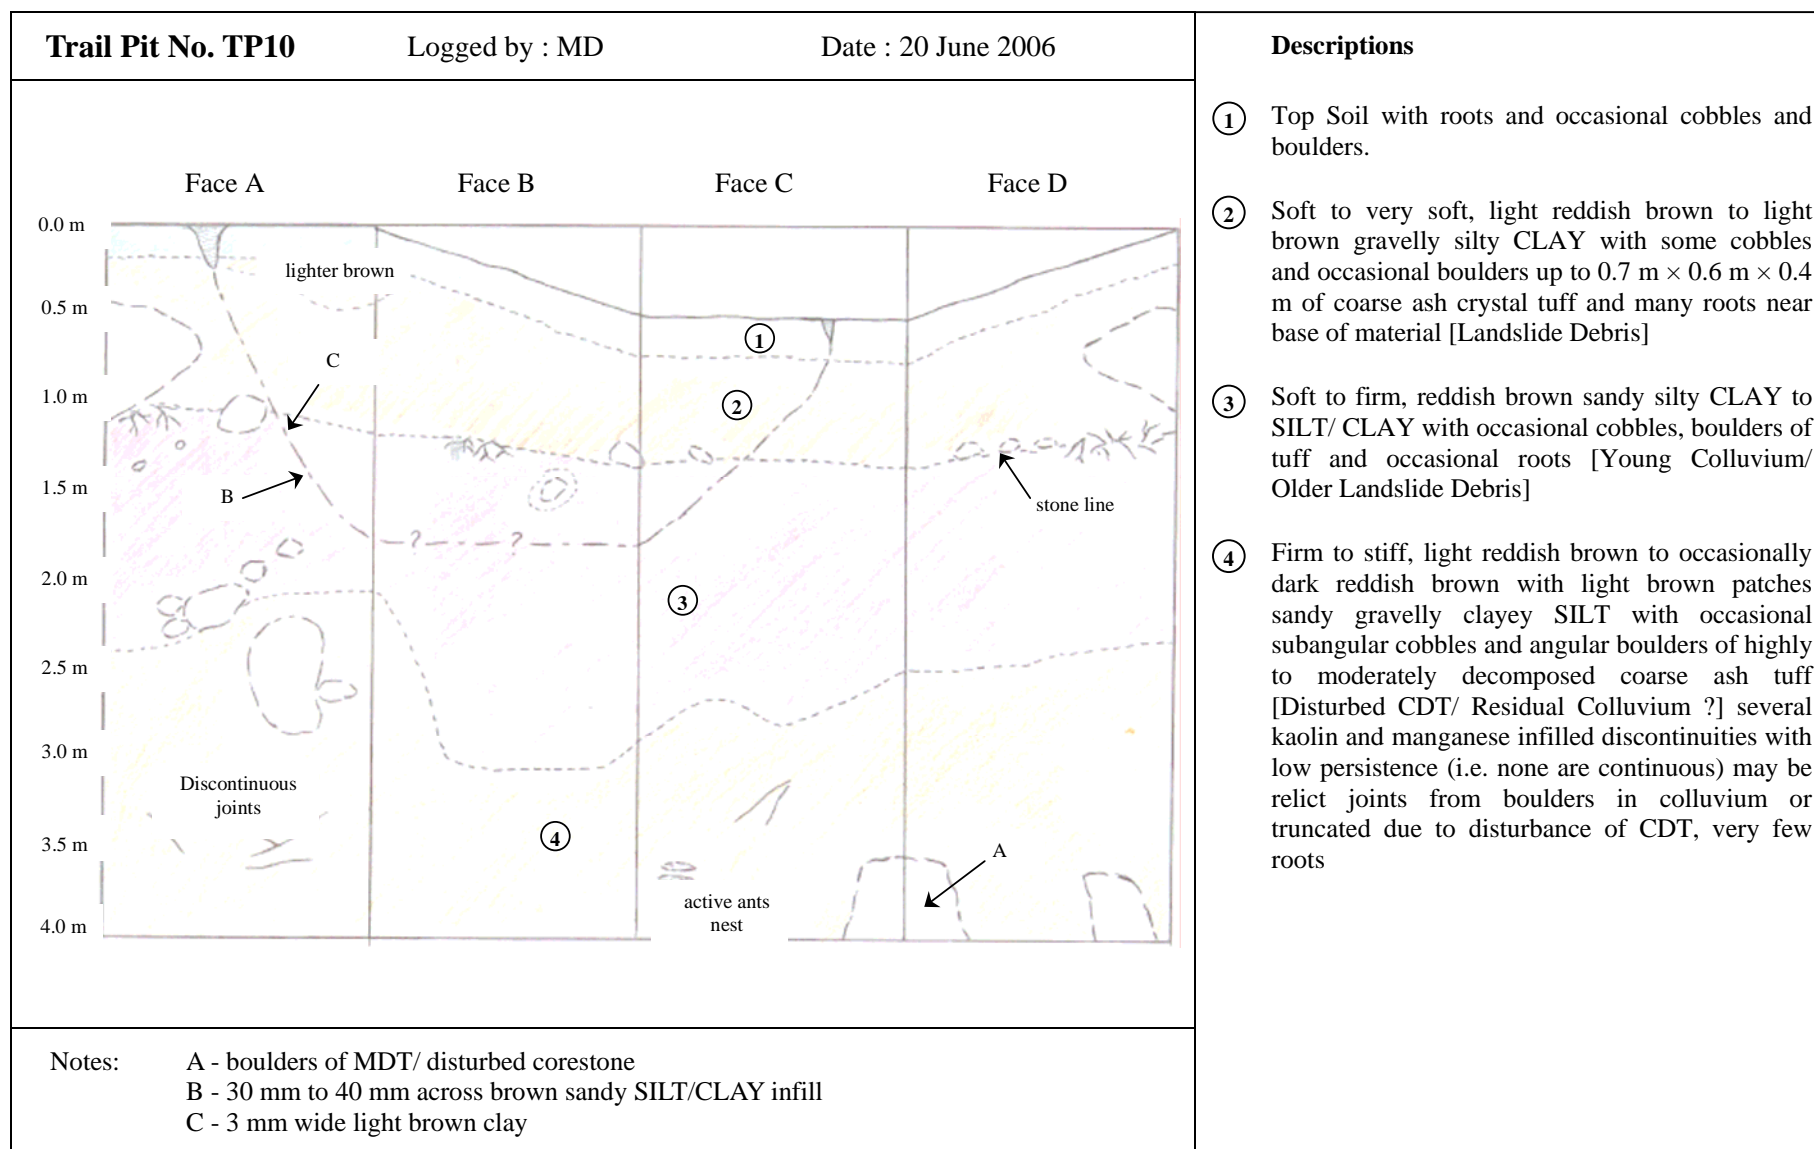 Trail Pit No. TP10 Logged by : MD Date : 20 June 2006
Face A Face B Face C Face D
0.0 m
lighter brown
0.5 m
1
C
1.0 m
2
1.5 m
B
stone line
2.0 m
3
2.5 m
3.0 m
Discontinuous
joints
3.5 m
4
A
active ants
nest
4.0 m
? ?
Notes: A - boulders of MDT/ disturbed corestone
B - 30 mm to 40 mm across brown sandy SILT/CLAY infill
C - 3 mm wide light brown clay
Descriptions
1 Top Soil with roots and occasional cobbles and
boulders.
2 Soft to very soft, light reddish brown to light
brown gravelly silty CLAY with some cobbles
and occasional boulders up to 0.7 m × 0.6 m × 0.4
m of coarse ash crystal tuff and many roots near
base of material [Landslide Debris]
3 Soft to firm, reddish brown sandy silty CLAY to
SILT/ CLAY with occasional cobbles, boulders of
tuff and occasional roots [Young Colluvium/
Older Landslide Debris]
4 Firm to stiff, light reddish brown to occasionally
dark reddish brown with light brown patches
sandy gravelly clayey SILT with occasional
subangular cobbles and angular boulders of highly
to moderately decomposed coarse ash tuff
[Disturbed CDT/ Residual Colluvium ?] several
kaolin and manganese infilled discontinuities with
low persistence (i.e. none are continuous) may be
relict joints from boulders in colluvium or
truncated due to disturbance of CDT, very few
roots